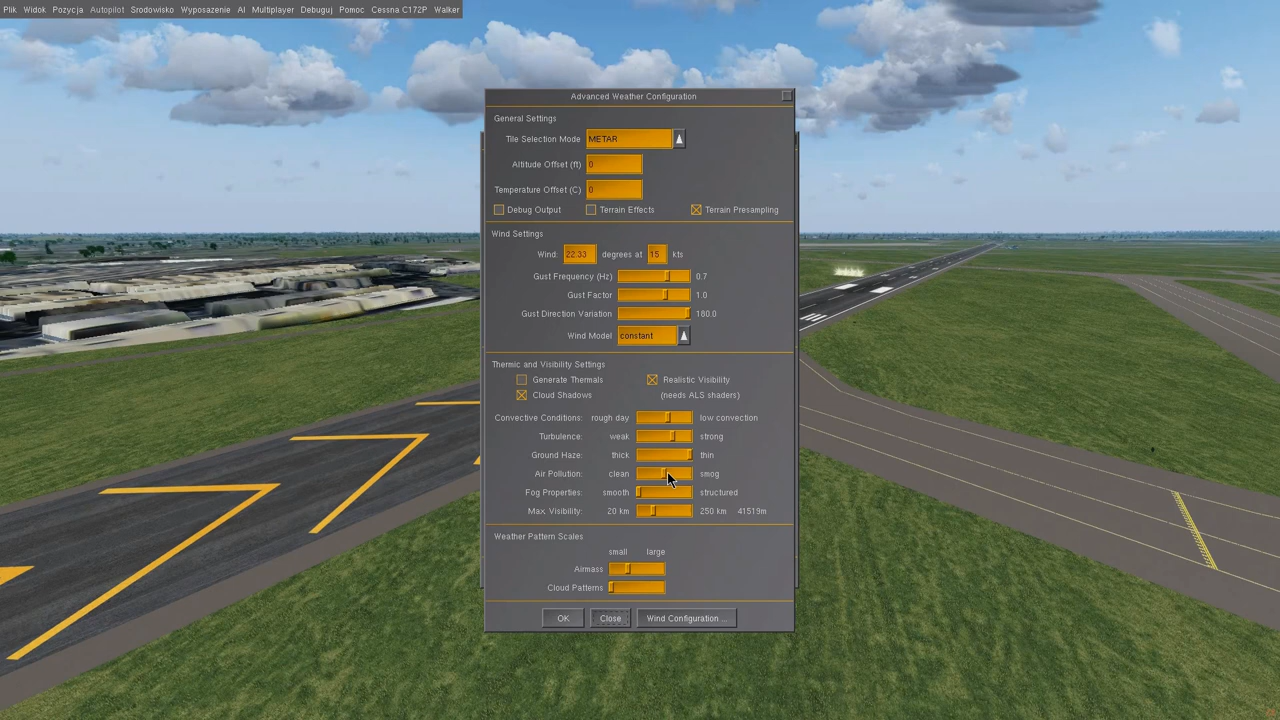 Plik Widok Pozycja Autopilot Srodowisko Wyposazenie AI Multiplayer Debuguj Pomoc Cessna C172P Walker
Advanced Weather Configuration
General Settings
Tile Selection Mode METAR
Altitude Offset (ft) 0
Temperature Offset (C) 0
Debug Output Terrain Effects Terrain Presampling
Wind Settings
Wind: 22.33 degrees at 15 kts
Gust Frequency (Hz) 0.7
Gust Factor 1.0
Gust Direction Variation 180.0
Wind Model constant
Thermic and Visibility Settings
Generate Thermals Realistic Visibility
Cloud Shadows (needs ALS shaders)
Convective Conditions: rough day low convection
Turbulence: weak strong
Ground Haze: thick thin
Air Pollution: clean smog
Fog Properties: smooth structured
Max. Visibility: 20 km 250 km 41519m
Weather Pattern Scales
small large
Airmass
Cloud Patterns
OK Close Wind Configuration ...